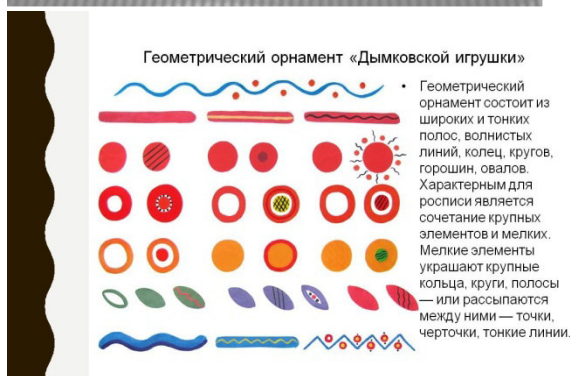 Геометрический орнамент «Дымковской игрушки»
• Геометрический
орнамент состоит из
широких и тонких
полос, волнистых
линий, колец, кругов,
горошин, овалов.
Характерным для
росписи является
сочетание крупных
элементов и мелких.
Мелкие элементы
украшают крупные
кольца, круги, полосы
— или рассыпаются
между ними — точки,
черточки, тонкие линии.